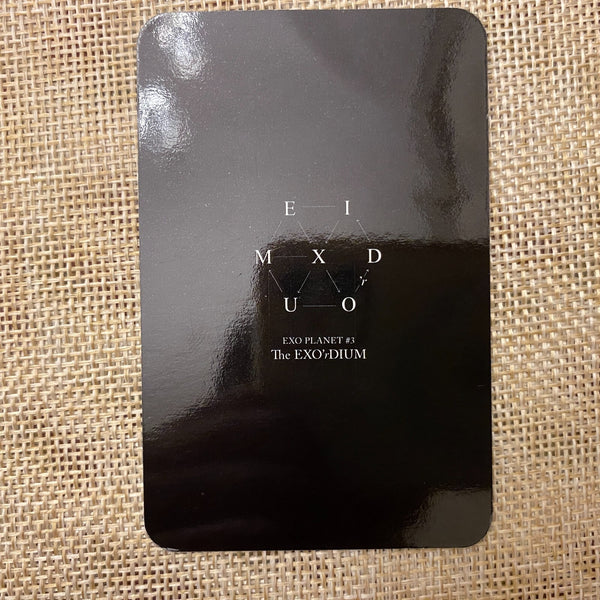 E I
M X D
'r
U O
EXO PLANET #3
The EXO'rDIUM